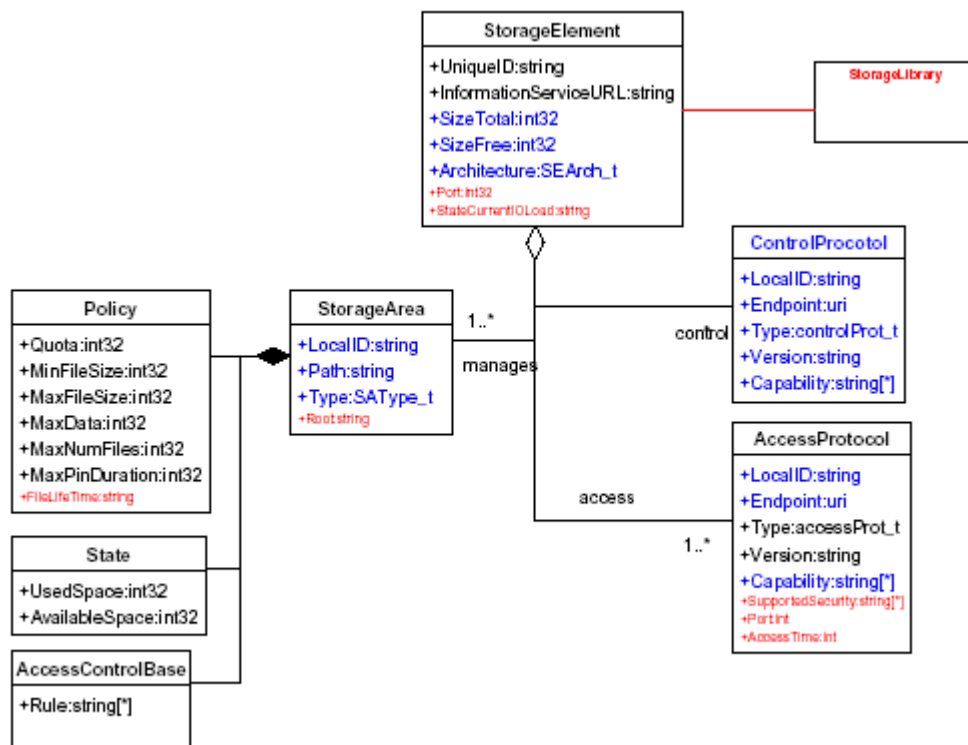 StorageElement
+UniqueID:string
+InformationServiceURL:string
+SizeTotal:int32
+SizeFree:int32
+Architecture:SEArch_t
+Port:int32
+StateCurrentIOLoad:string
StorageLibrary
ControlProcotol
+LocalID:string
+Endpoint:uri
+Type:controlProt_t
+Version:string
+Capability:string[*]
control
Policy
+Quota:int32
+MinFileSize:int32
+MaxFileSize:int32
+MaxData:int32
+MaxNumFiles:int32
+MaxPinDuration:int32
+FileLifeTime:string
StorageArea
+LocalID:string
+Path:string
+Type:SAType_t
+Root:string
1..*
manages
AccessProtocol
+LocalID:string
+Endpoint:uri
+Type:accessProt_t
+Version:string
+Capability:string[*]
+SupportedSecurity:string[*]
+Port:int
+AccessTime:int
access
1..*
State
+UsedSpace:int32
+AvailableSpace:int32
AccessControlBase
+Rule:string[*]